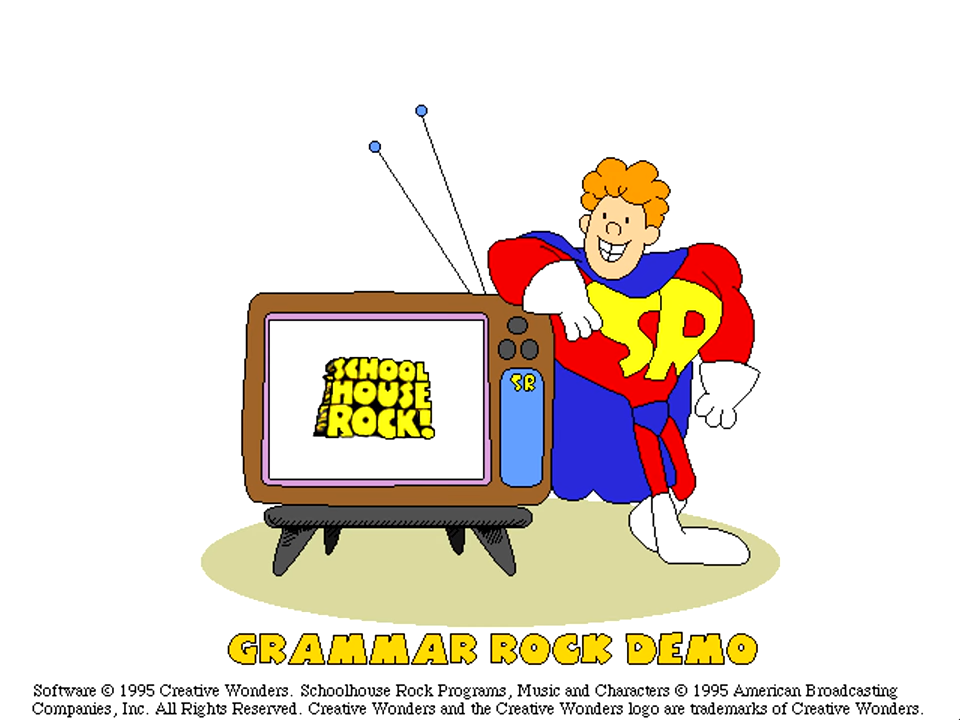 SR
SCHOOL
HOUSE
ROCK!
SR
GRAMMAR ROCK DEMO
Software © 1995 Creative Wonders. Schoolhouse Rock Programs, Music and Characters © 1995 American Broadcasting
Companies, Inc. All Rights Reserved. Creative Wonders and the Creative Wonders logo are trademarks of Creative Wonders.